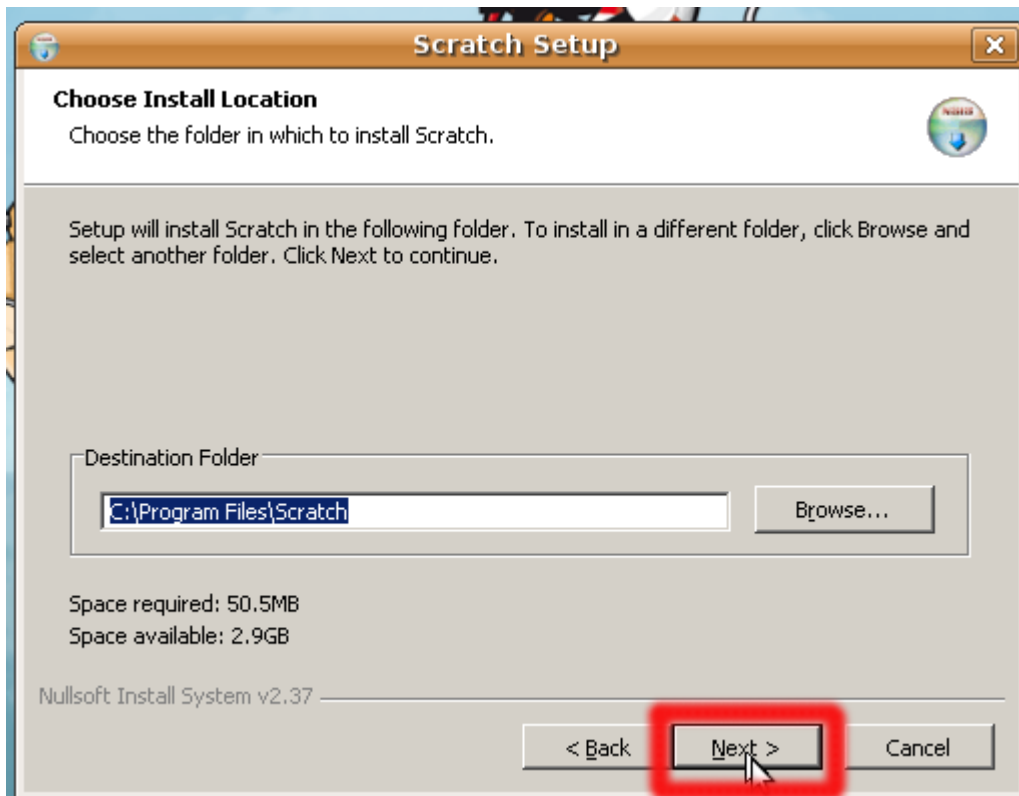 Scratch Setup
Choose Install Location
Choose the folder in which to install Scratch.
Setup will install Scratch in the following folder. To install in a different folder, click Browse and
select another folder. Click Next to continue.
Destination Folder
C:\Program Files\Scratch
Browse...
Space required: 50.5MB
Space available: 2.9GB
Nullsoft Install System v2.37
< Back Next > Cancel